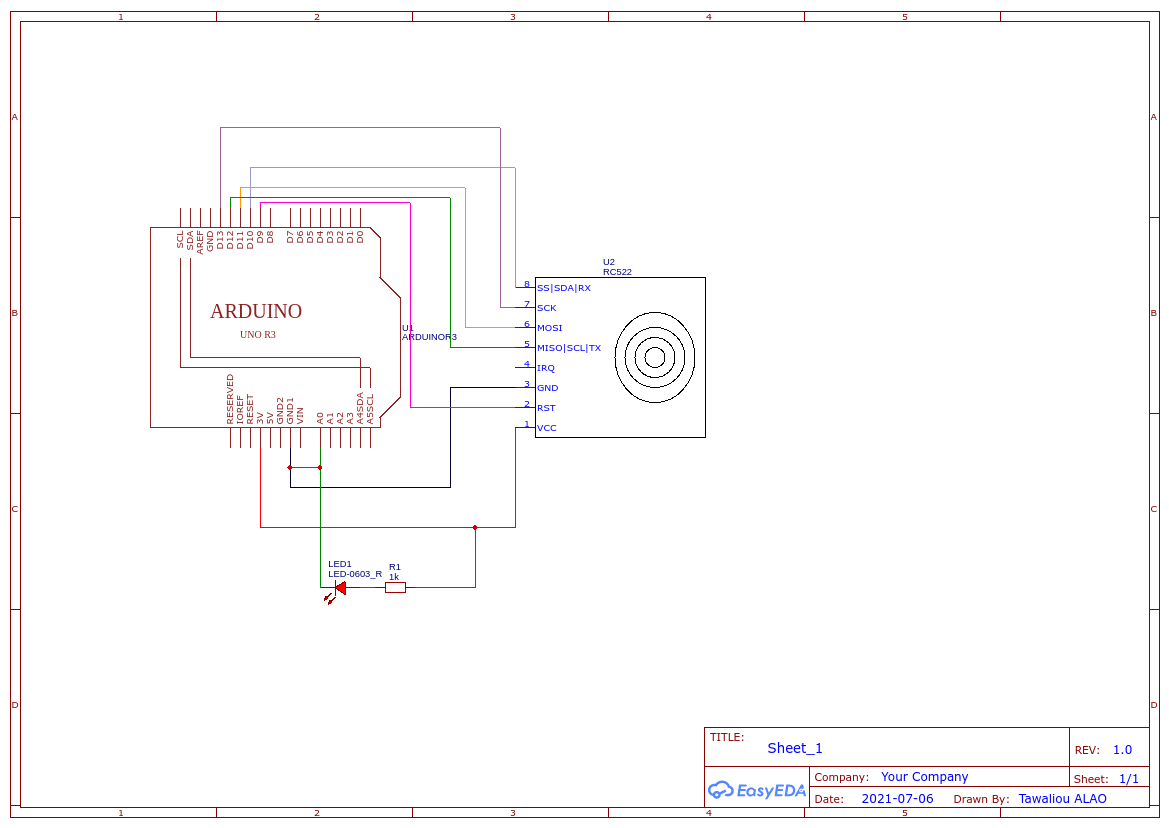 1 2 3 4 5
A A
B B
C C
D D
SCL SDA AREF GND D13 D12 D11 D10 D9 D8 D7 D6 D5 D4 D3 D2 D1 D0
ARDUINO
UNO R3
U1
ARDUINOR3
RESERVED IOREF RESET 3V 5V GND2 GND1 VIN A0 A1 A2 A3 A4SDA A5SCL
U2
RC522
8 SS|SDA|RX
7 SCK
6 MOSI
5 MISO|SCL|TX
4 IRQ
3 GND
2 RST
1 VCC
LED1
LED-0603_R
R1
1k
TITLE:
Sheet_1
REV: 1.0
EasyEDA
Company: Your Company
Sheet: 1/1
Date: 2021-07-06 Drawn By: Tawaliou ALAO
1 2 3 4 5